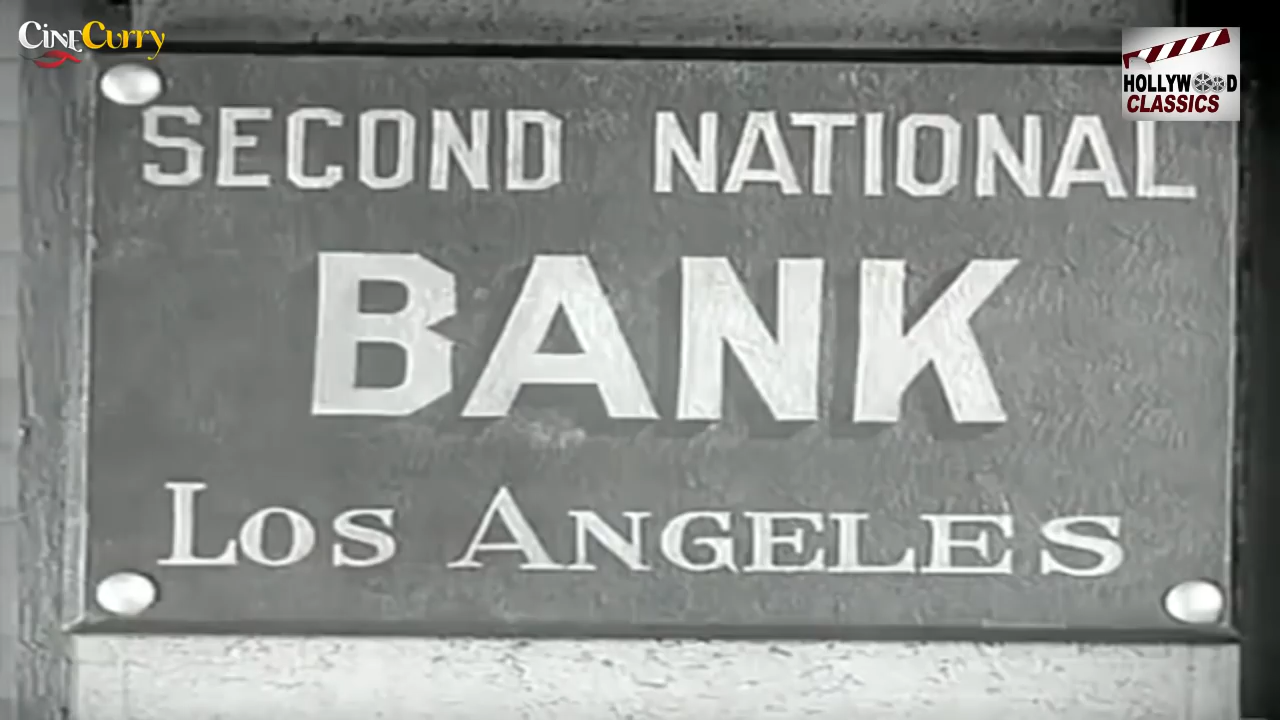 CineCurry
HOLLYWOOD
CLASSICS
SECOND NATIONAL
BANK
LOS ANGELES